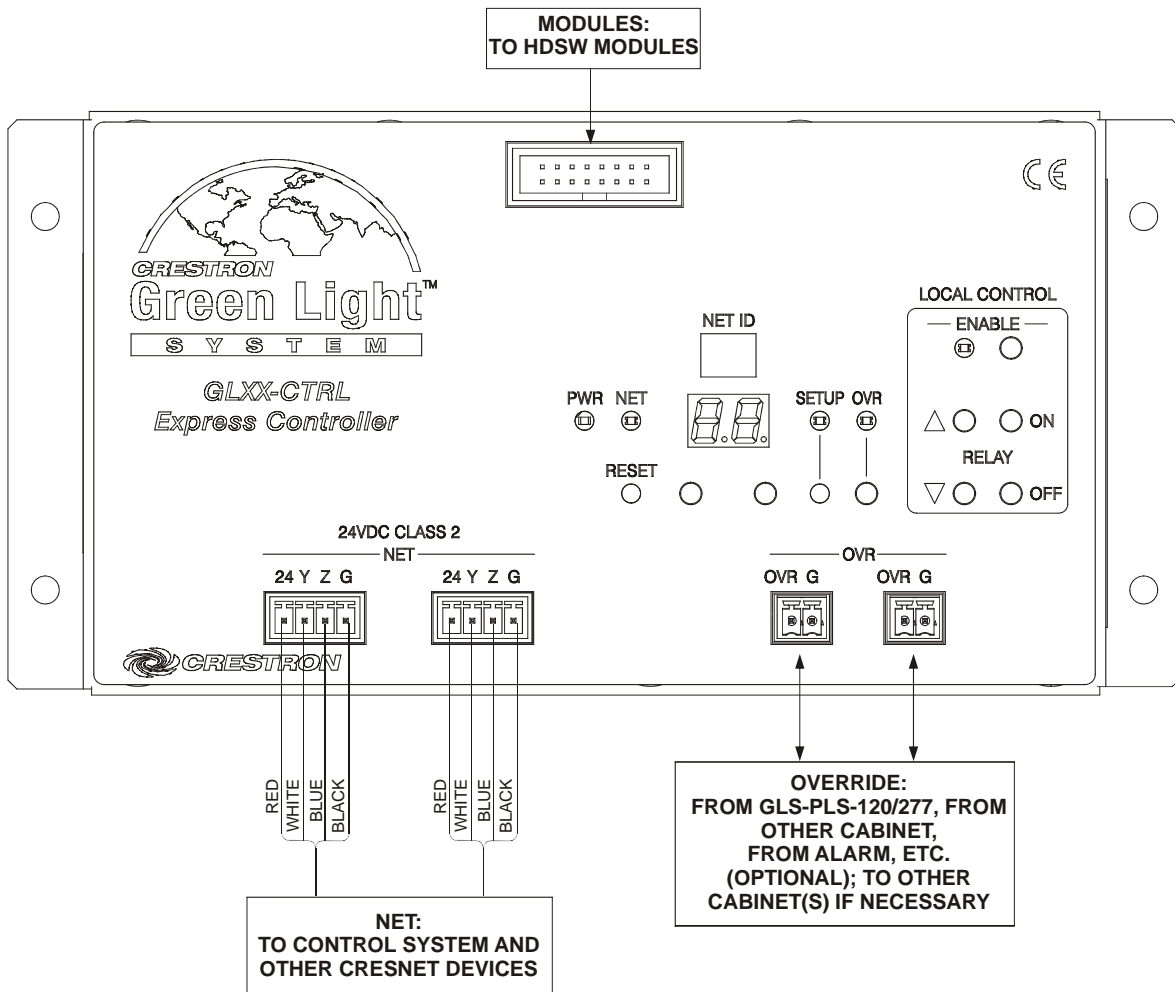 MODULES:
TO HDSW MODULES
CE
CRESTRON
Green Light™
SYSTEM
GLXX-CTRL
Express Controller
NET ID
PWR NET
8.8.
SETUP OVR
RESET
LOCAL CONTROL
ENABLE
ON
RELAY
OFF
24VDC CLASS 2
NET
24 Y Z G
24 Y Z G
OVR
OVR G
OVR G
CRESTRON
RED
WHITE
BLUE
BLACK
RED
WHITE
BLUE
BLACK
NET:
TO CONTROL SYSTEM AND
OTHER CRESNET DEVICES
OVERRIDE:
FROM GLS-PLS-120/277, FROM
OTHER CABINET,
FROM ALARM, ETC.
(OPTIONAL); TO OTHER
CABINET(S) IF NECESSARY